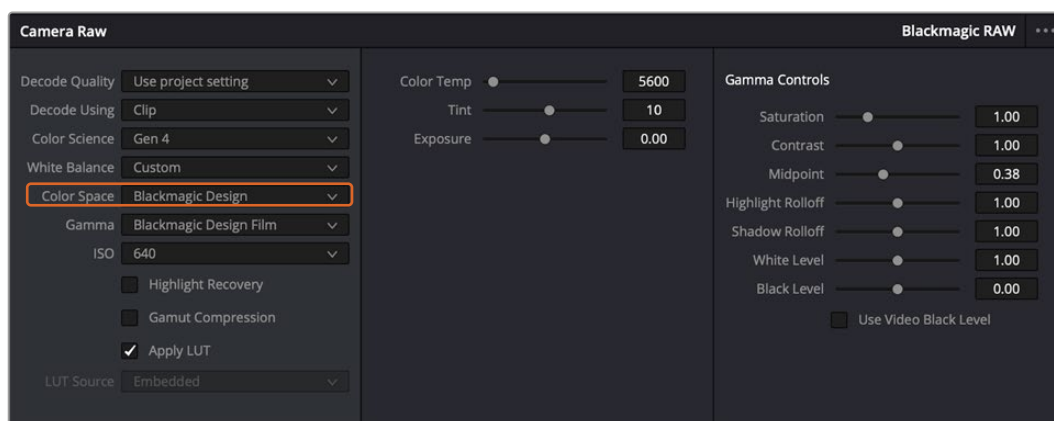 Camera Raw
Blackmagic RAW
Decode Quality Use project setting
Decode Using Clip
Color Science Gen 4
White Balance Custom
Color Space Blackmagic Design
Gamma Blackmagic Design Film
ISO 640
Highlight Recovery
Gamut Compression
Apply LUT
LUT Source Embedded
Color Temp 5600
Tint 10
Exposure 0.00
Gamma Controls
Saturation 1.00
Contrast 1.00
Midpoint 0.38
Highlight Rolloff 1.00
Shadow Rolloff 1.00
White Level 1.00
Black Level 0.00
Use Video Black Level